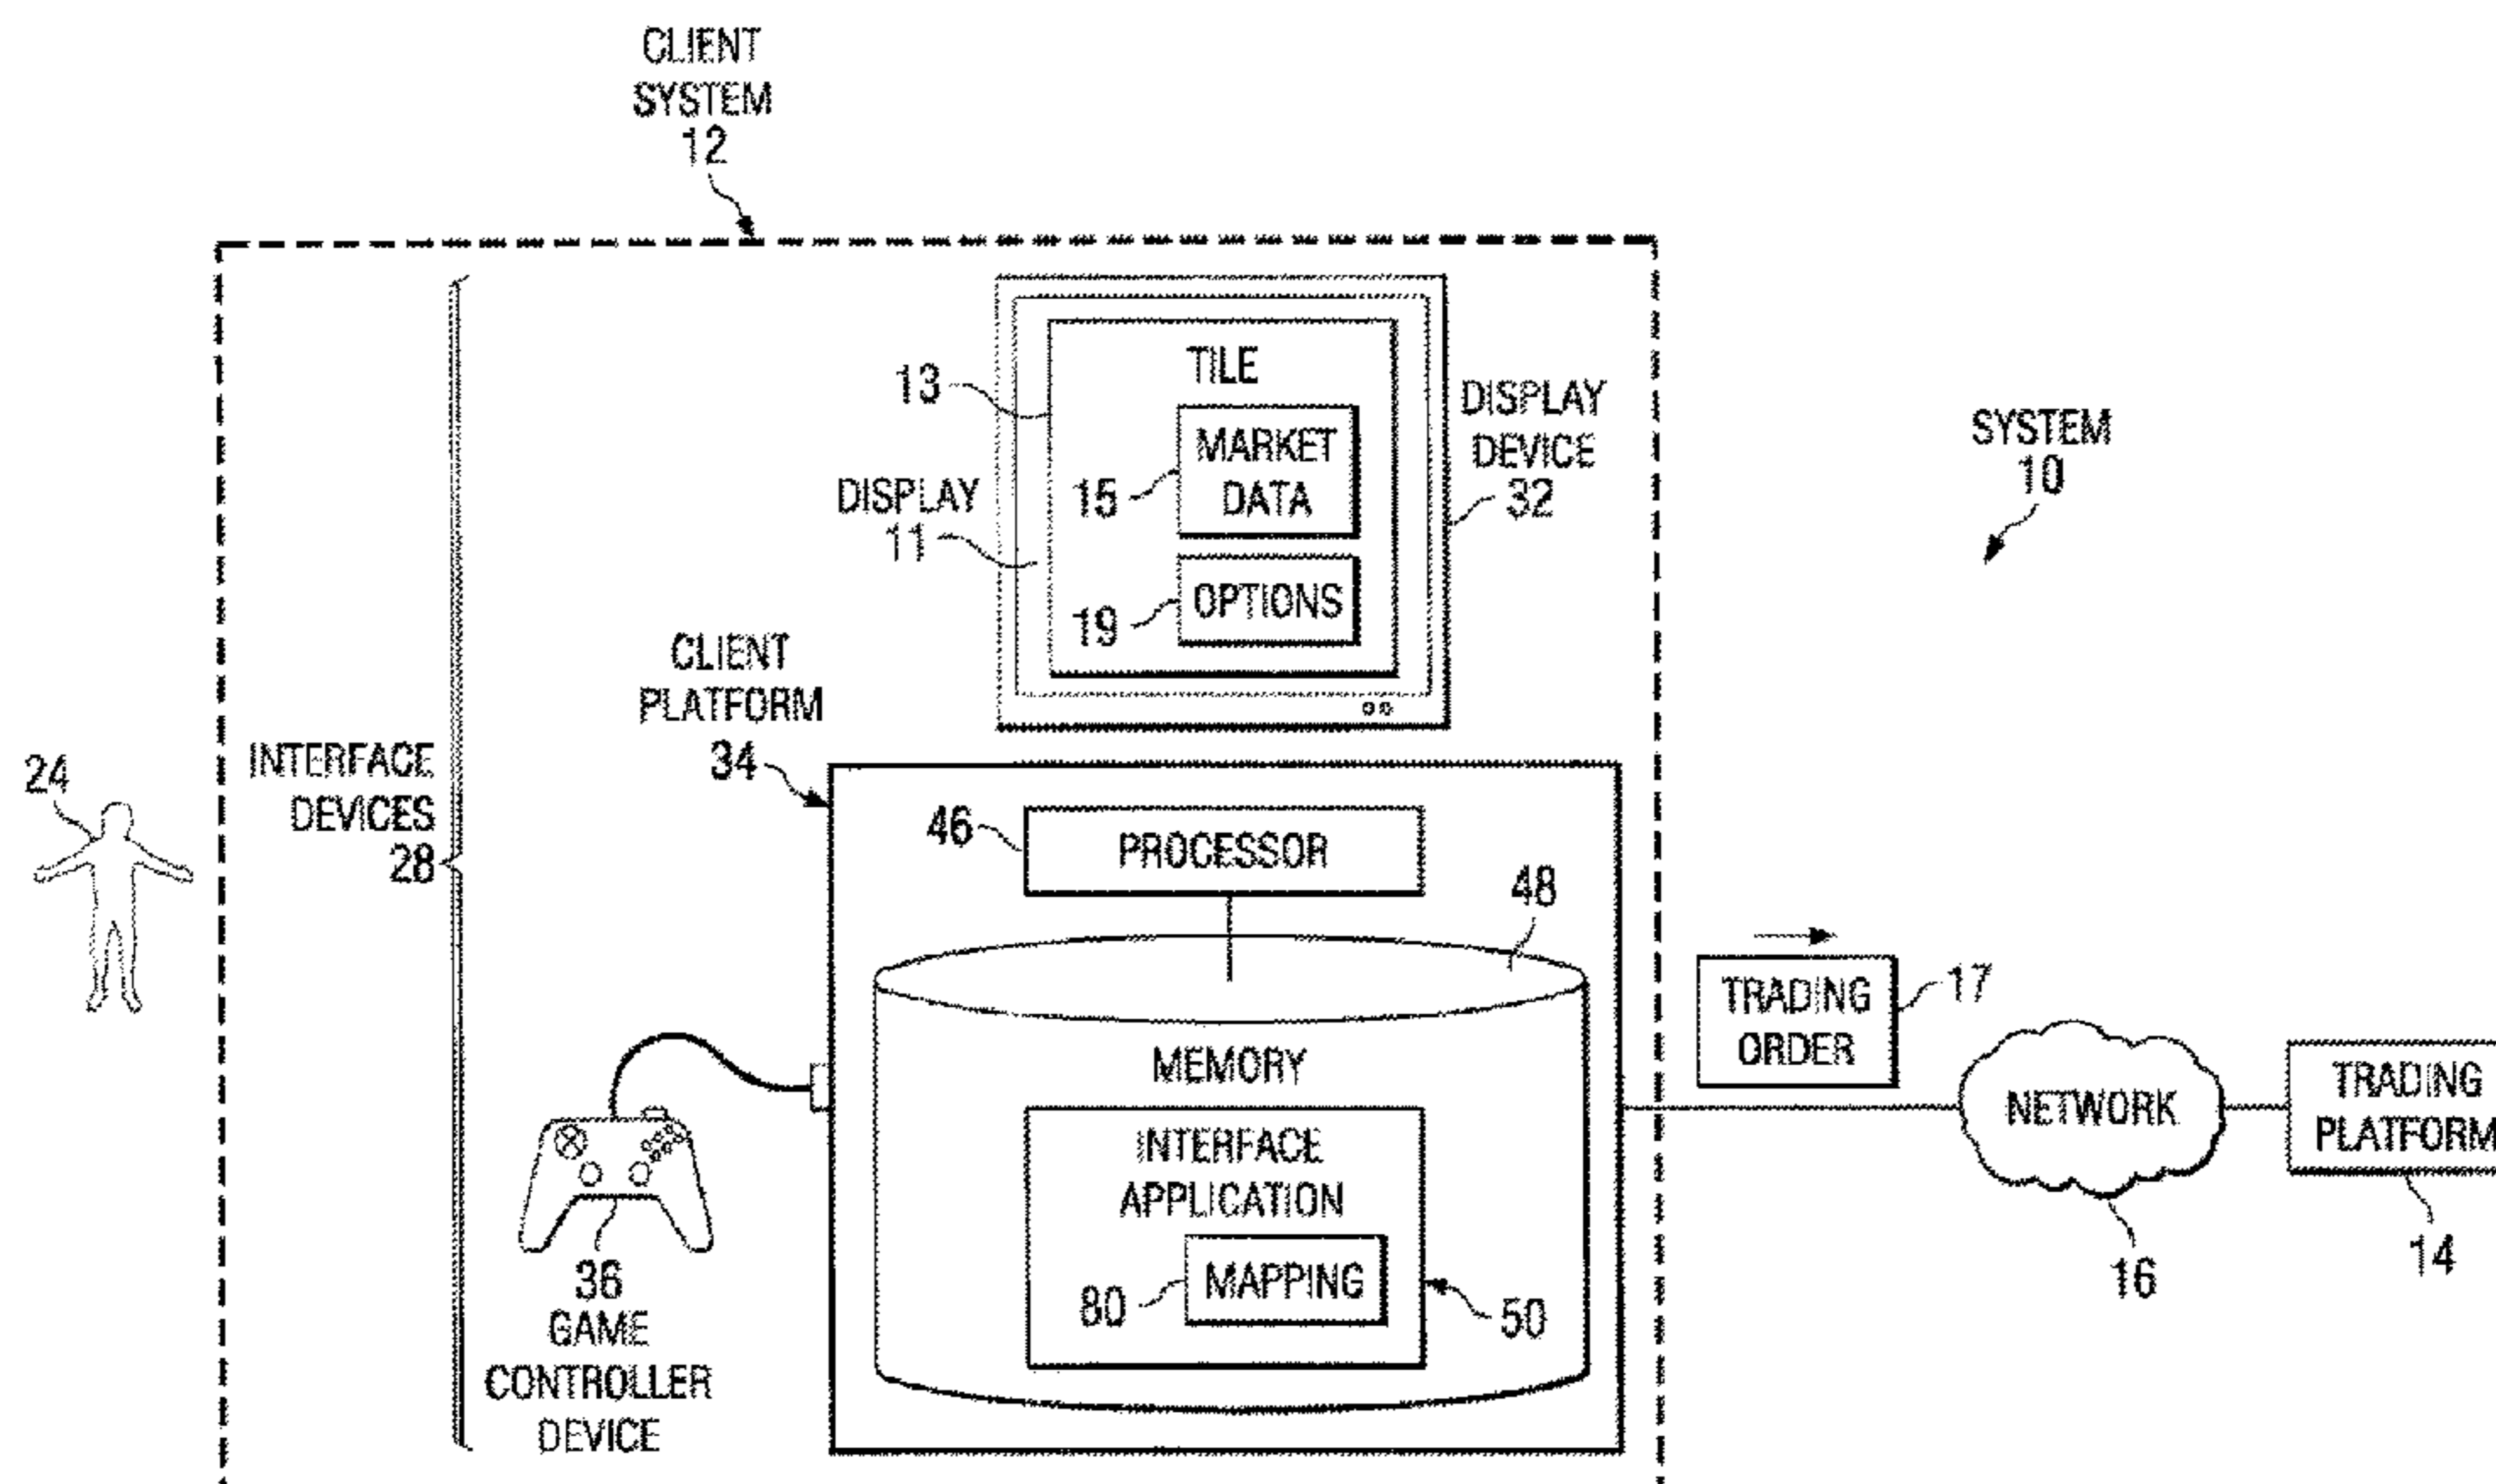 CLIENT
SYSTEM
12
TILE
13
MARKET
DATA
15
DISPLAY
DEVICE
32
DISPLAY
11
OPTIONS
19
SYSTEM
10
CLIENT
PLATFORM
34
24
INTERFACE
DEVICES
28
46
PROCESSOR
48
MEMORY
INTERFACE
APPLICATION
80
MAPPING
50
36
GAME
CONTROLLER
DEVICE
TRADING
ORDER
17
NETWORK
16
TRADING
PLATFORM
14